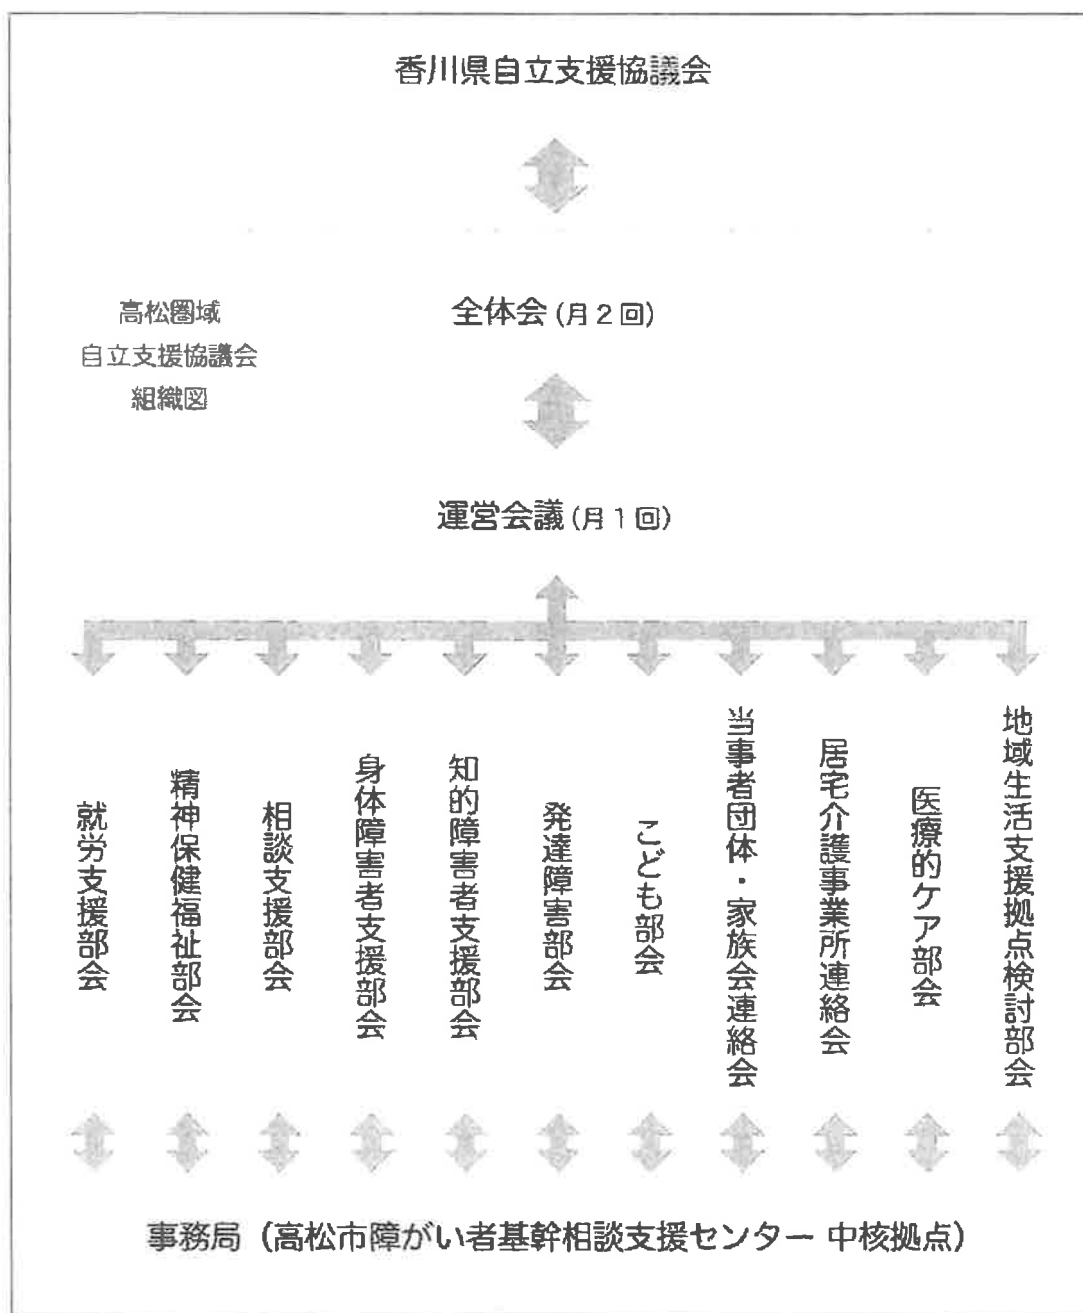 香川県自立支援協議会
高松圏域
自立支援協議会
組織図
全体会(月2回)
運営会議(月1回)
就労支援部会
精神保健福祉部会
相談支援部会
身体障害者支援部会
知的障害者支援部会
発達障害部会
こども部会
当事者団体・家族会連絡会
居宅介護事業所連絡会
医療的ケア部会
地域生活支援拠点検討部会
事務局（高松市障がい者基幹相談支援センター 中核拠点）